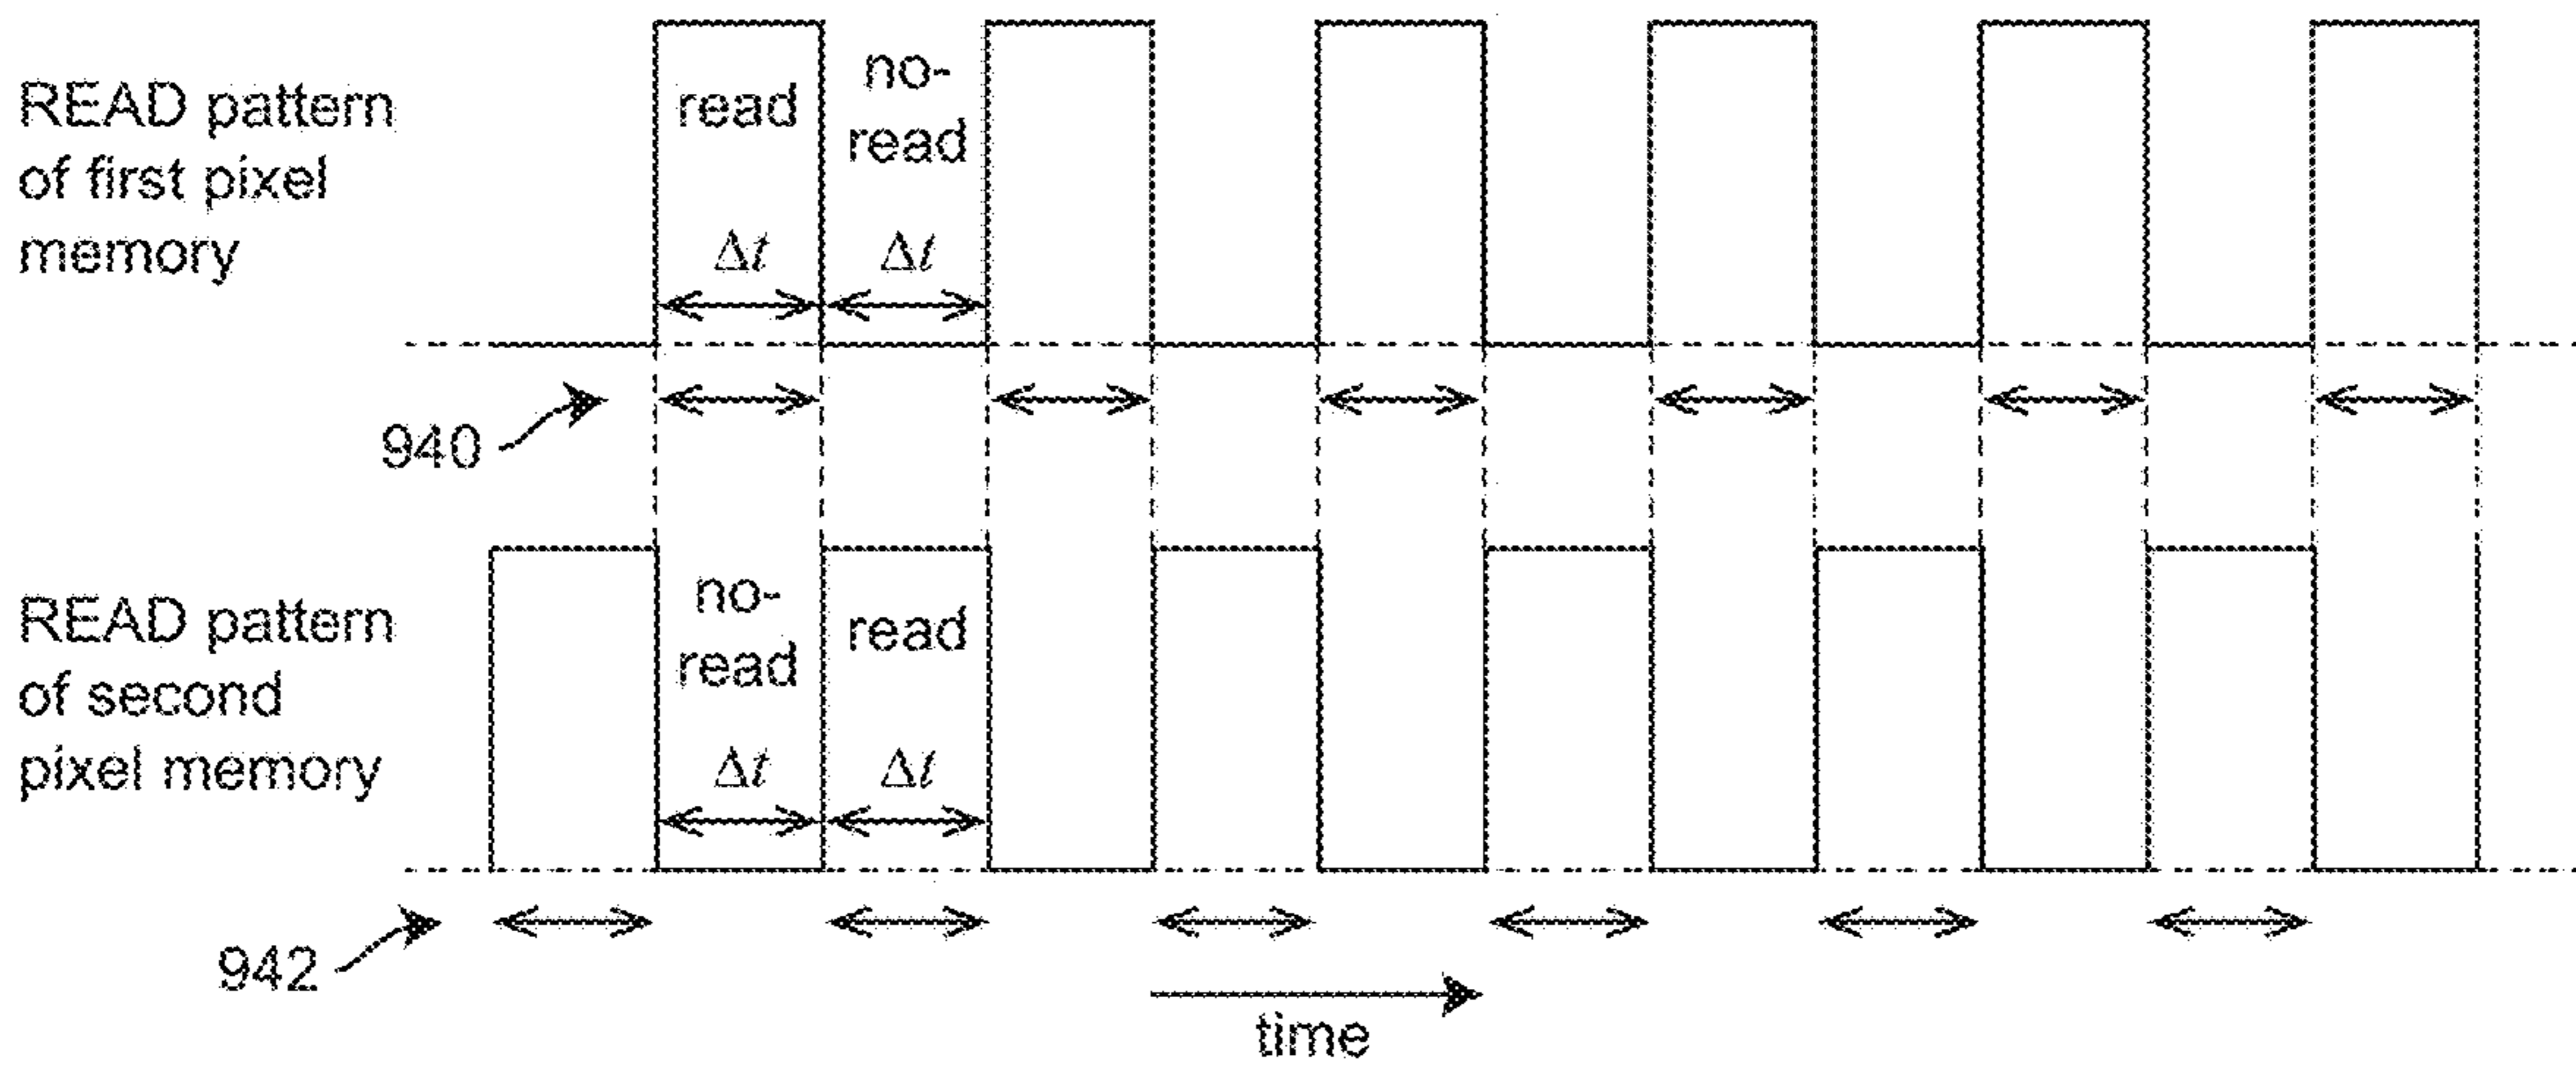 READ pattern
of first pixel
memory
read
no-
read
Δt
Δt
940
READ pattern
of second
pixel memory
no-
read
read
Δt
Δt
942
time